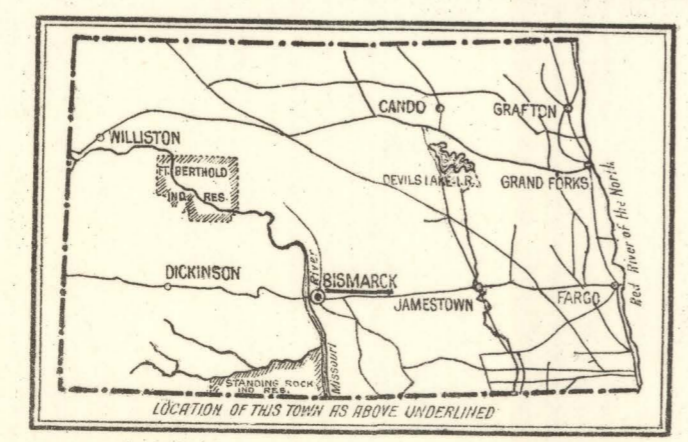 CANDO
GRAFTON
WILLISTON
FT. BERTHOLD
IND. RES.
DEVILS LAKE-I.R.
GRAND FORKS
Red River of the North
DICKINSON
River
BISMARCK
JAMESTOWN
FARGO
Missouri
STANDING ROCK
IND. RES.
LOCATION OF THIS TOWN AS ABOVE UNDERLINED